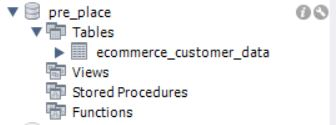 pre_place
Tables
ecommerce_customer_data
Views
Stored Procedures
Functions